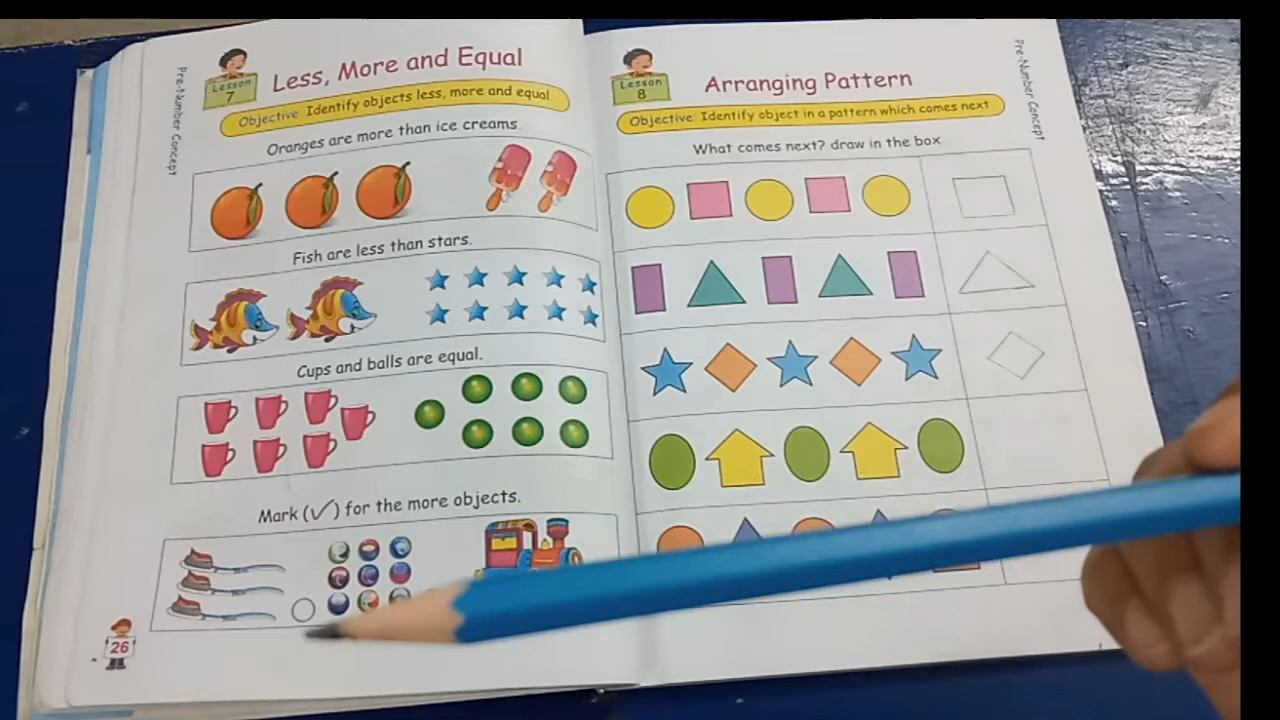 Pre-Number Concept
Lesson
7
Less, More and Equal
Objective Identify objects less, more and equal
Oranges are more than ice creams.
Fish are less than stars.
Cups and balls are equal.
Mark (✓) for the more objects.
26
Lesson
8
Arranging Pattern
Objective Identify object in a pattern which comes next
What comes next? draw in the box
Pre-Number Concept